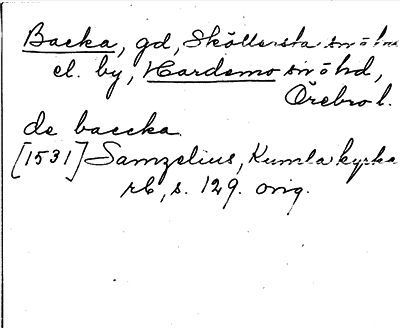 Backa, gd, Sköllersta sn ö hd
el. by, Hardemo sn ö hd,
Örebro l.
de baecka
[1531] Samzelius, Kumla kyrka
rb, s. 129. orig.